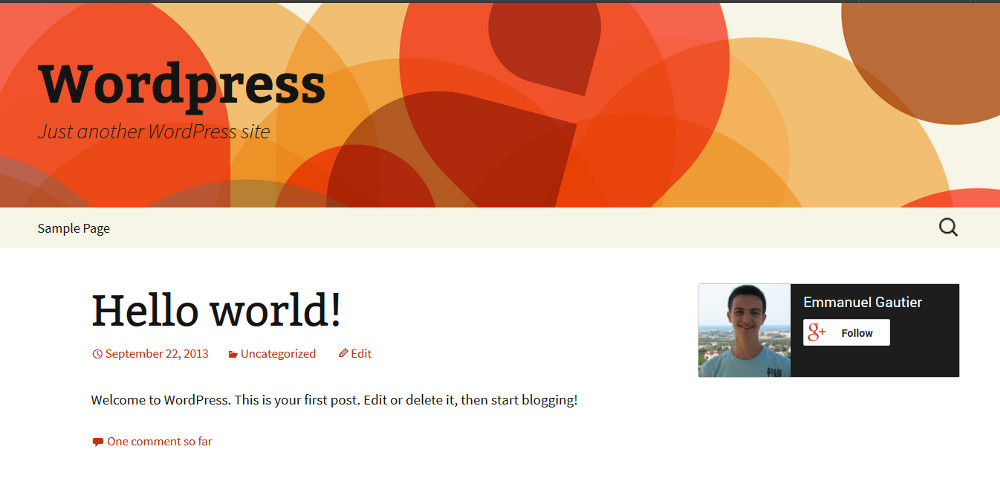 Wordpress
Just another WordPress site
Sample Page
Hello world!
September 22, 2013 Uncategorized Edit
Emmanuel Gautier
g+ Follow
Welcome to WordPress. This is your first post. Edit or delete it, then start blogging!
One comment so far